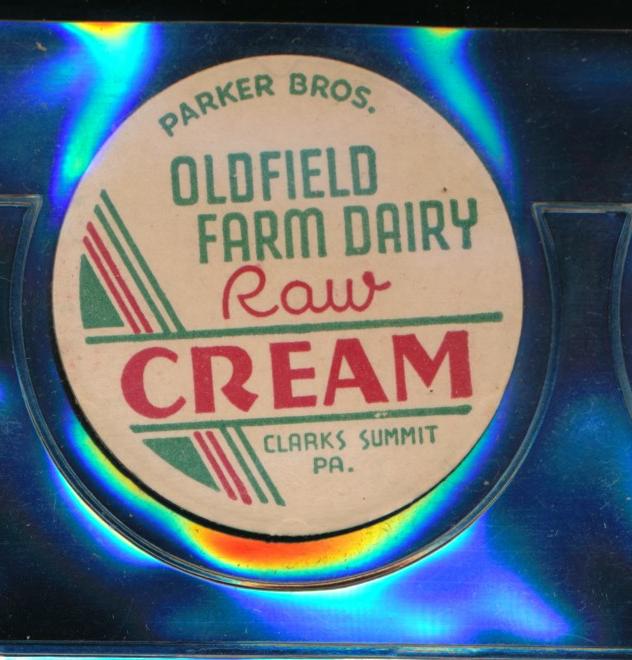 PARKER BROS.
OLDFIELD
FARM DAIRY
Raw
CREAM
CLARKS SUMMIT
PA.